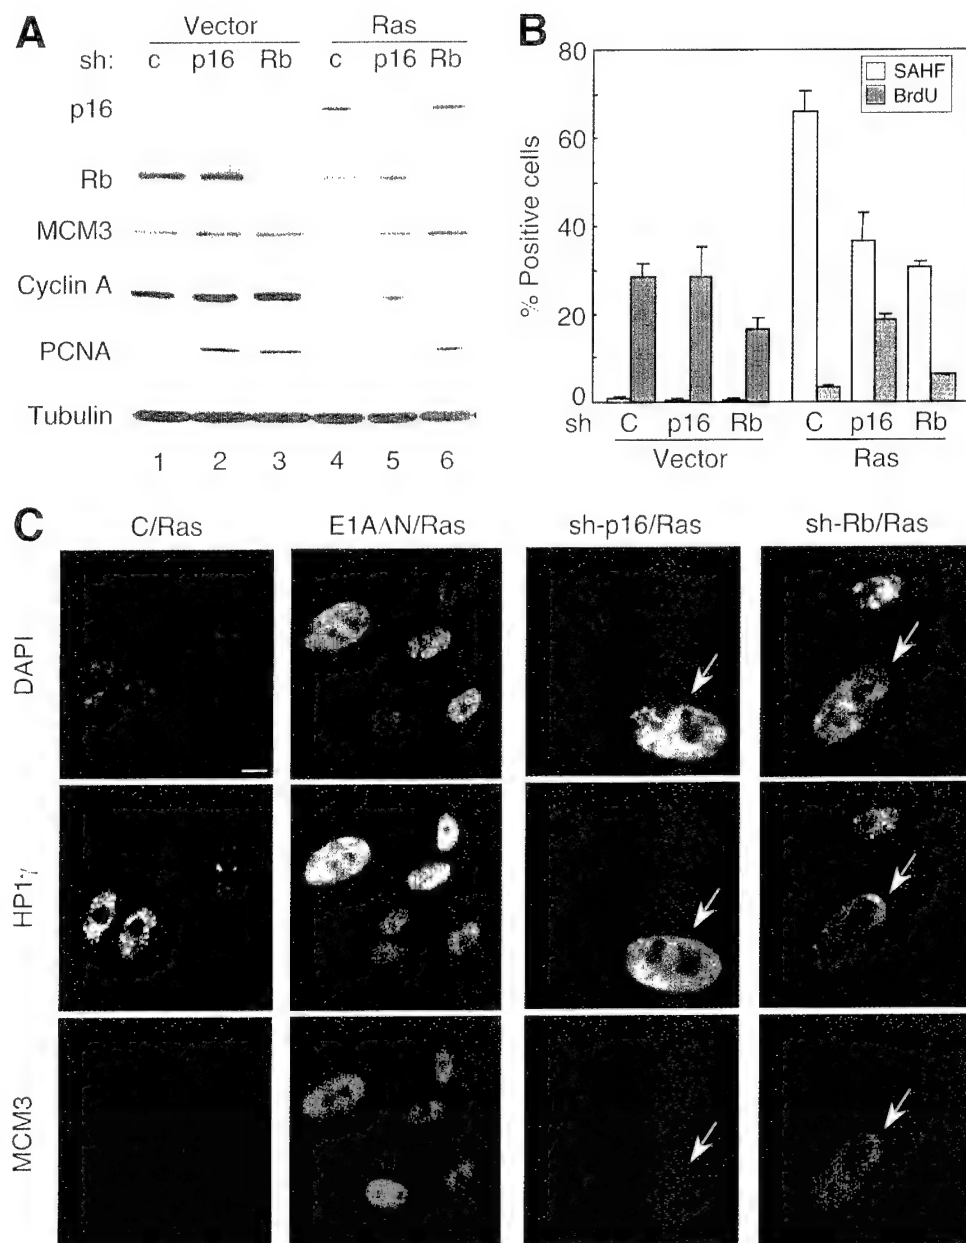 A
Vector
Ras
sh: c p16 Rb c p16 Rb
p16
Rb
MCM3
Cyclin A
PCNA
Tubulin
1 2 3 4 5 6
B
80
60
40
20
0
% Positive cells
SAHF
BrdU
sh C p16 Rb C p16 Rb
Vector
Ras
C
C/Ras
E1AΛN/Ras
sh-p16/Ras
sh-Rb/Ras
DAPI
HP1γ
MCM3